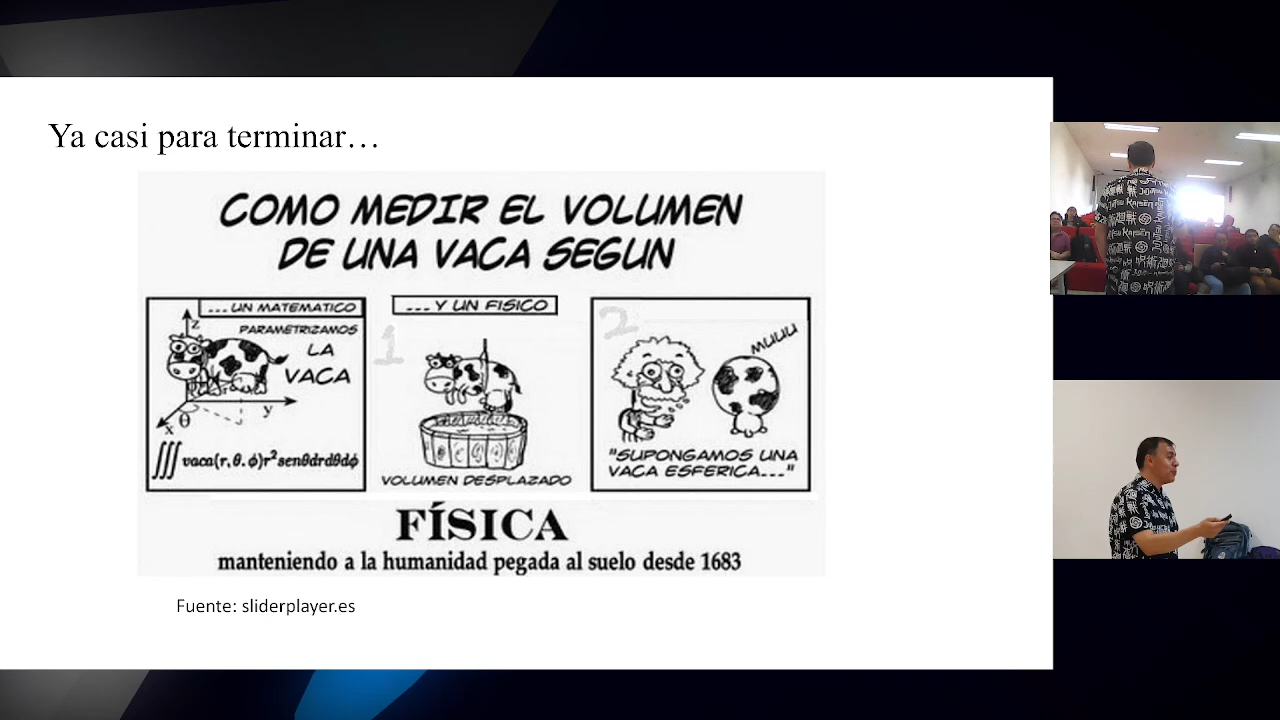 Ya casi para terminar…
COMO MEDIR EL VOLUMEN
DE UNA VACA SEGUN
...UN MATEMATICO
z
PARAMETRIZAMOS
LA
VACA
y
θ
x
∭ vaca(r, θ. ϕ)r²senθdrdθdϕ
... Y UN FISICO
1
VOLUMEN DESPLAZADO
2
MUUU
"SUPONGAMOS UNA
VACA ESFERICA..."
FÍSICA
manteniendo a la humanidad pegada al suelo desde 1683
Fuente: sliderplayer.es